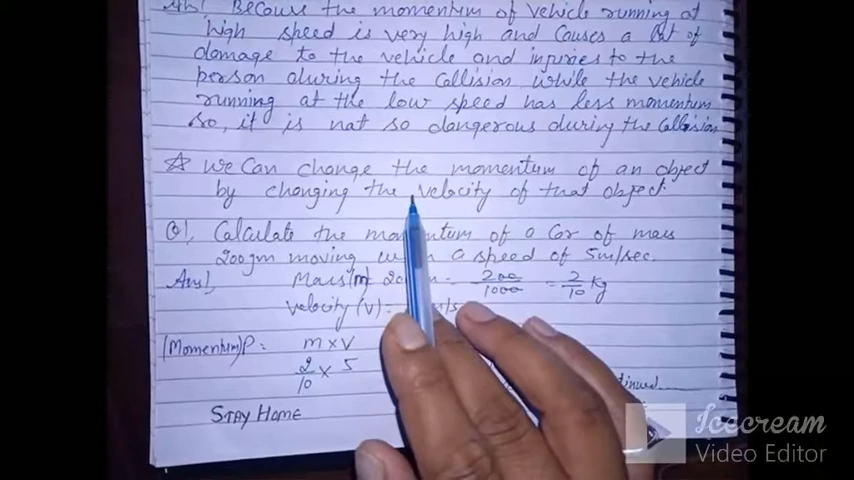 Ans! Because the momentum of vehicle running at
high speed is very high and causes a lot of
damage to the vehicle and injuries to the
person during the collision while the vehicle
running at the low speed has less momentum
So, it is not so dangerous during the collision
☆ We can change the momentum of an object
by changing the velocity of that object.
Q1, Calculate the momentum of a car of mass
200gm moving with a speed of 5m/sec.
Ans1, Mass(m) 200 = 200/1000 = 2/10 Kg
velocity (V) =
(Momentum)P = m x V
2/10 x 5
STAY HOME
Icecream
Video Editor